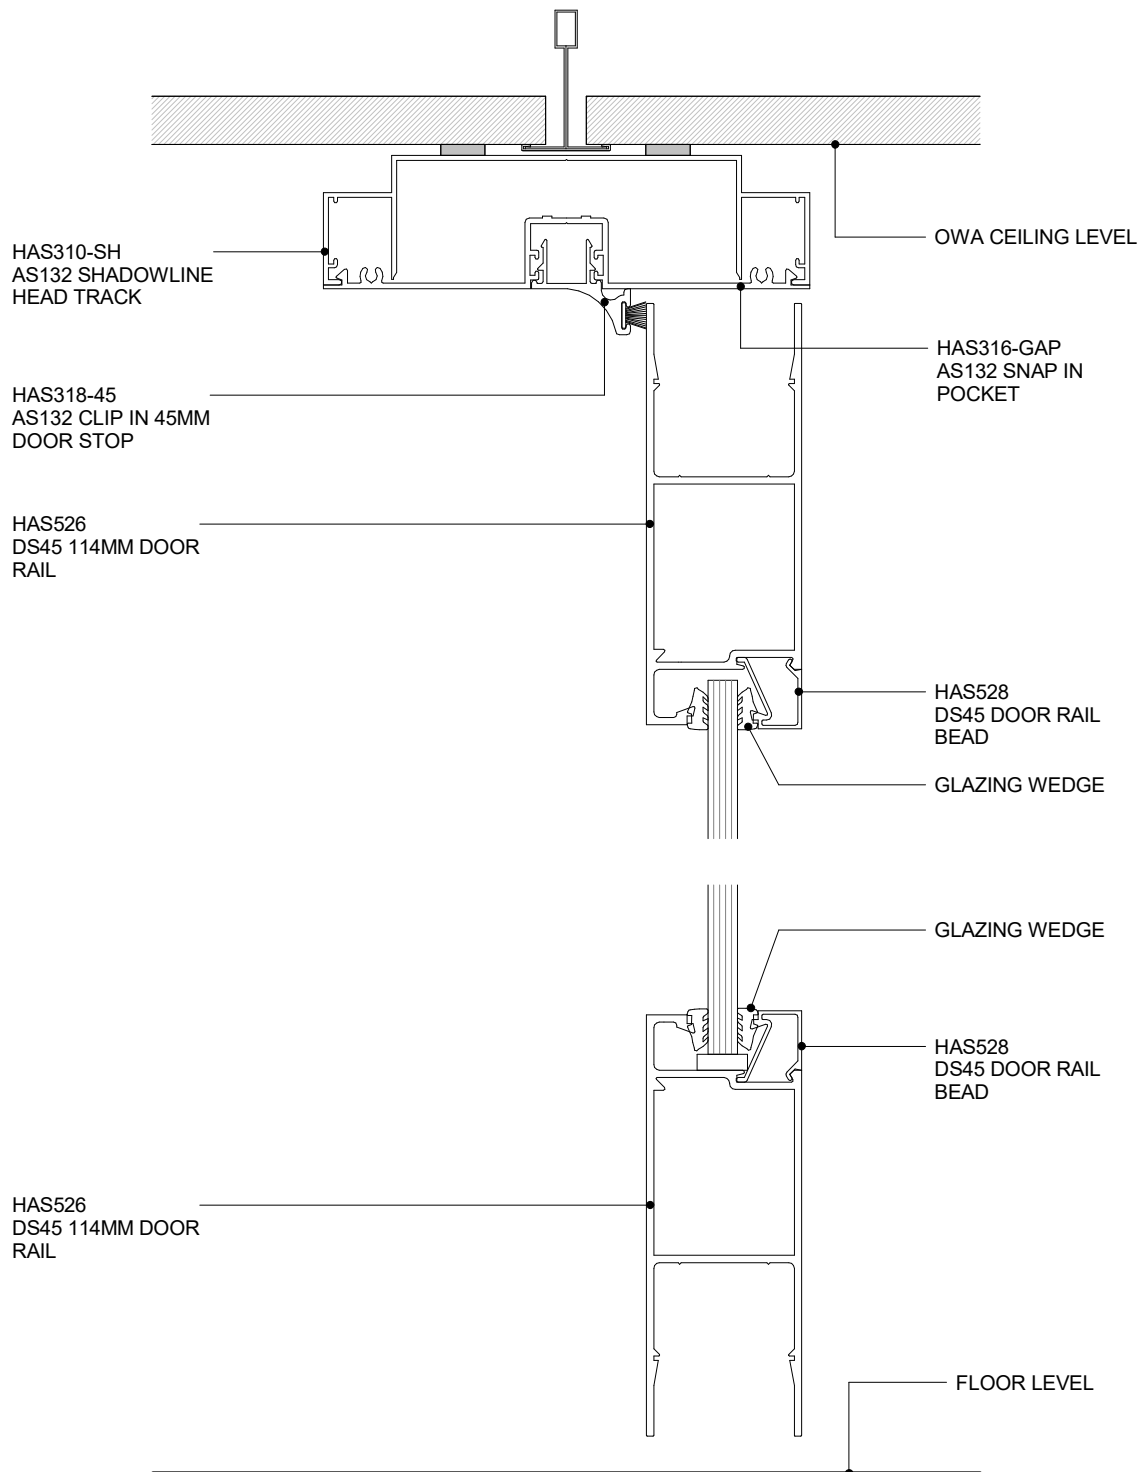 OWA CEILING LEVEL
HAS310-SH
AS132 SHADOWLINE
HEAD TRACK
HAS316-GAP
AS132 SNAP IN
POCKET
HAS318-45
AS132 CLIP IN 45MM
DOOR STOP
HAS526
DS45 114MM DOOR
RAIL
HAS528
DS45 DOOR RAIL
BEAD
GLAZING WEDGE
GLAZING WEDGE
HAS528
DS45 DOOR RAIL
BEAD
HAS526
DS45 114MM DOOR
RAIL
FLOOR LEVEL